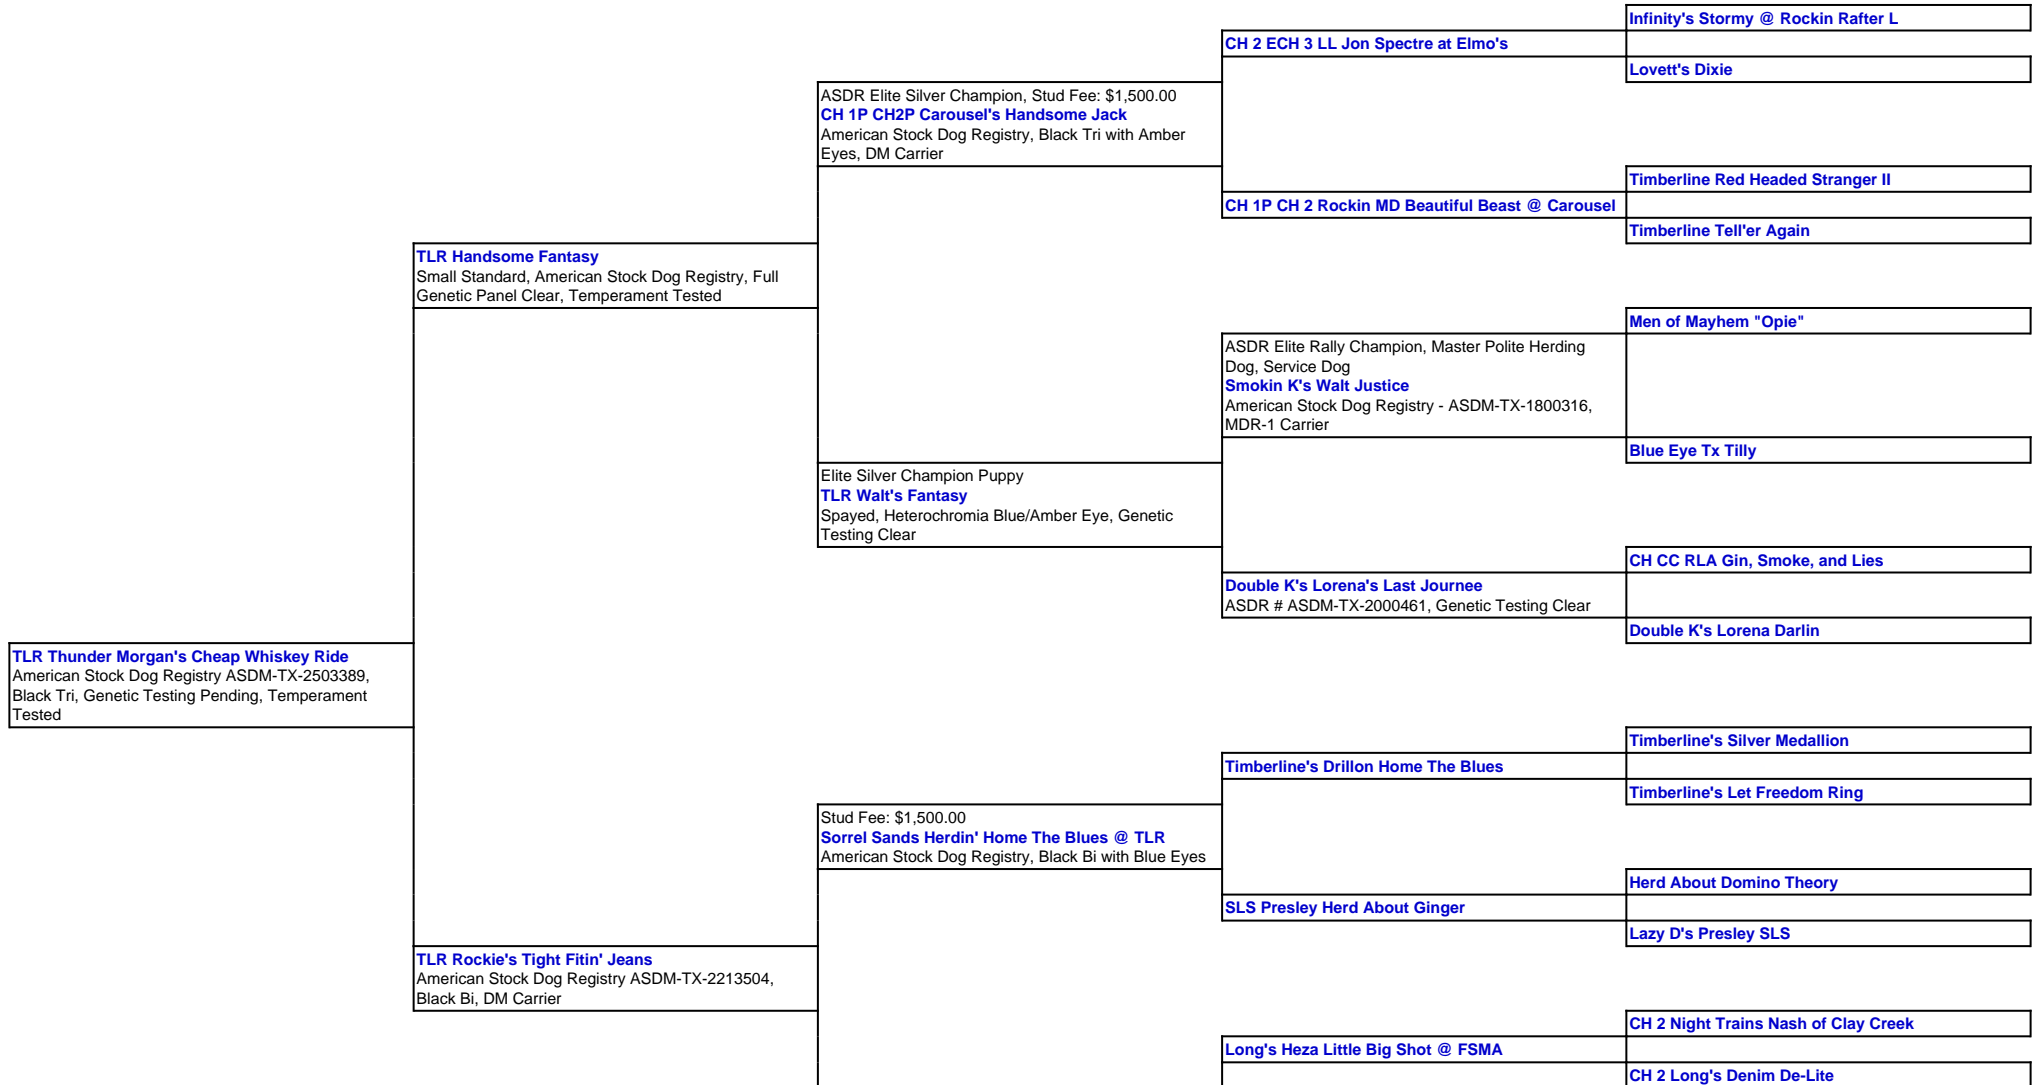 Infinity's Stormy @ Rockin Rafter L
CH 2 ECH 3 LL Jon Spectre at Elmo's
Lovett's Dixie
ASDR Elite Silver Champion, Stud Fee: $1,500.00
CH 1P CH2P Carousel's Handsome Jack
American Stock Dog Registry, Black Tri with Amber
Eyes, DM Carrier
Timberline Red Headed Stranger II
CH 1P CH 2 Rockin MD Beautiful Beast @ Carousel
Timberline Tell'er Again
TLR Handsome Fantasy
Small Standard, American Stock Dog Registry, Full
Genetic Panel Clear, Temperament Tested
Men of Mayhem "Opie"
ASDR Elite Rally Champion, Master Polite Herding
Dog, Service Dog
Smokin K's Walt Justice
American Stock Dog Registry - ASDM-TX-1800316,
MDR-1 Carrier
Blue Eye Tx Tilly
Elite Silver Champion Puppy
TLR Walt's Fantasy
Spayed, Heterochromia Blue/Amber Eye, Genetic
Testing Clear
CH CC RLA Gin, Smoke, and Lies
Double K's Lorena's Last Journee
ASDR # ASDM-TX-2000461, Genetic Testing Clear
Double K's Lorena Darlin
TLR Thunder Morgan's Cheap Whiskey Ride
American Stock Dog Registry ASDM-TX-2503389,
Black Tri, Genetic Testing Pending, Temperament
Tested
Timberline's Silver Medallion
Timberline's Drillon Home The Blues
Timberline's Let Freedom Ring
Stud Fee: $1,500.00
Sorrel Sands Herdin' Home The Blues @ TLR
American Stock Dog Registry, Black Bi with Blue Eyes
Herd About Domino Theory
SLS Presley Herd About Ginger
Lazy D's Presley SLS
TLR Rockie's Tight Fitin' Jeans
American Stock Dog Registry ASDM-TX-2213504,
Black Bi, DM Carrier
CH 2 Night Trains Nash of Clay Creek
Long's Heza Little Big Shot @ FSMA
CH 2 Long's Denim De-Lite